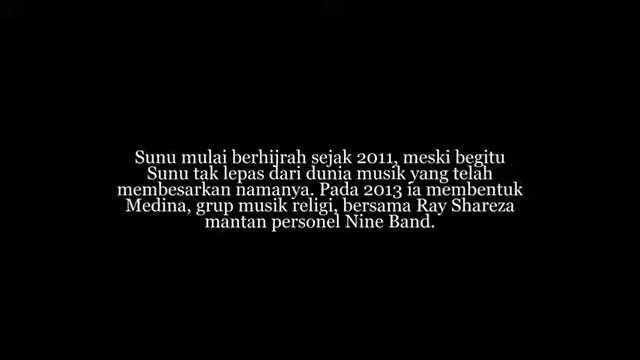 Sunu mulai berhijrah sejak 2011, meski begitu
Sunu tak lepas dari dunia musik yang telah
membesarkan namanya. Pada 2013 ia membentuk
Medina, grup musik religi, bersama Ray Shareza
mantan personel Nine Band.